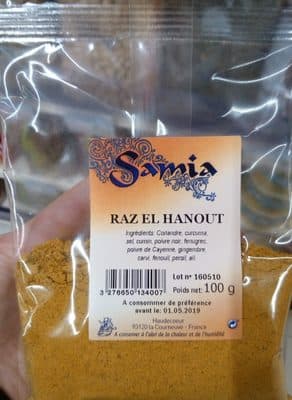 Samia
RAZ EL HANOUT
Ingrédients: Coriandre, curcuma,
sel, cumin, poivre noir, fenugrec,
poivre de Cayenne, gingembre,
carvi, fenouil, persil, ail.
Lot n° 160510
Poids net: 100 g
3 276650 134007
A consommer de préférence
avant le: 01.05.2019
Haudecoeur
93120 la Courneuve - France
A conserver à l'abri de la chaleur et de l'humidité